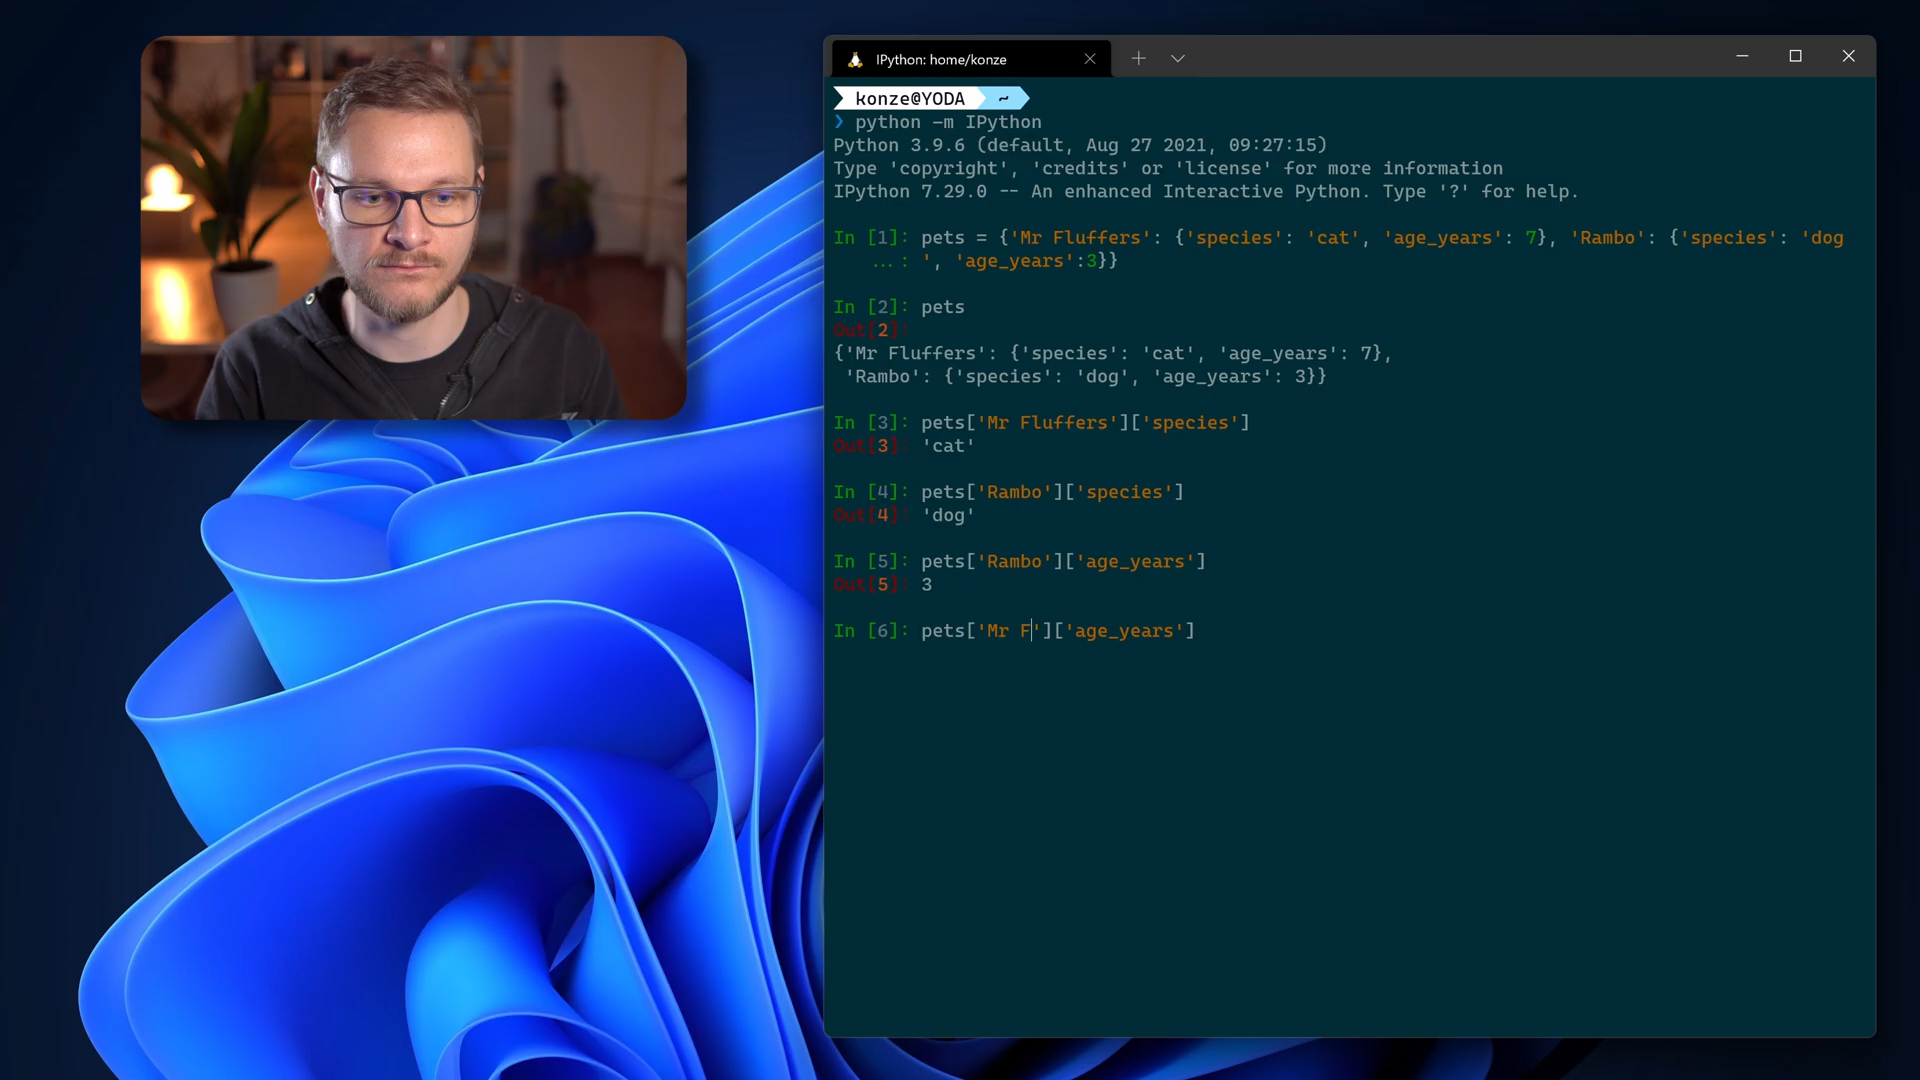 IPython: home/konze
konze@YODA ~
❯ python -m IPython
Python 3.9.6 (default, Aug 27 2021, 09:27:15)
Type 'copyright', 'credits' or 'license' for more information
IPython 7.29.0 -- An enhanced Interactive Python. Type '?' for help.
In [1]: pets = {'Mr Fluffers': {'species': 'cat', 'age_years': 7}, 'Rambo': {'species': 'dog
...: ', 'age_years':3}}
In [2]: pets
Out[2]:
{'Mr Fluffers': {'species': 'cat', 'age_years': 7},
'Rambo': {'species': 'dog', 'age_years': 3}}
In [3]: pets['Mr Fluffers']['species']
Out[3]: 'cat'
In [4]: pets['Rambo']['species']
Out[4]: 'dog'
In [5]: pets['Rambo']['age_years']
Out[5]: 3
In [6]: pets['Mr F']['age_years']